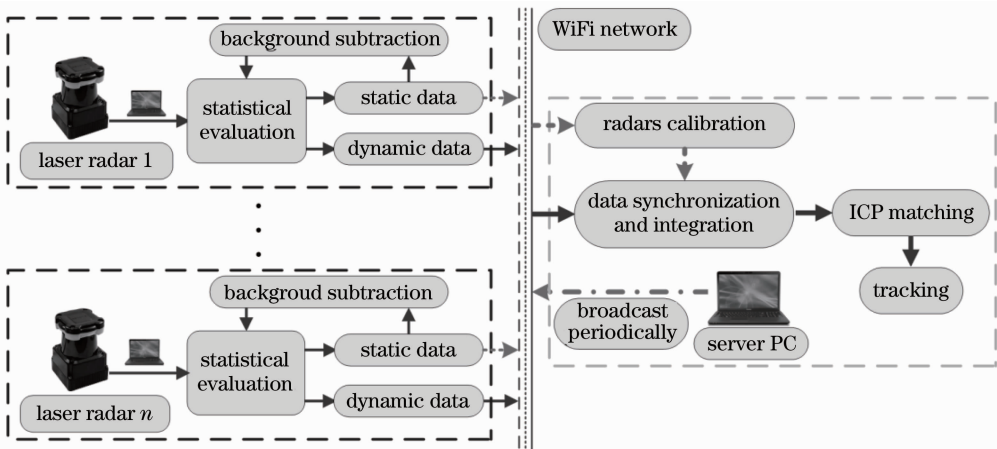 background subtraction
statistical
evaluation
static data
dynamic data
laser radar 1
WiFi network
radars calibration
data synchronization
and integration
ICP matching
tracking
broadcast
periodically
server PC
backgroud subtraction
statistical
evaluation
static data
dynamic data
laser radar n